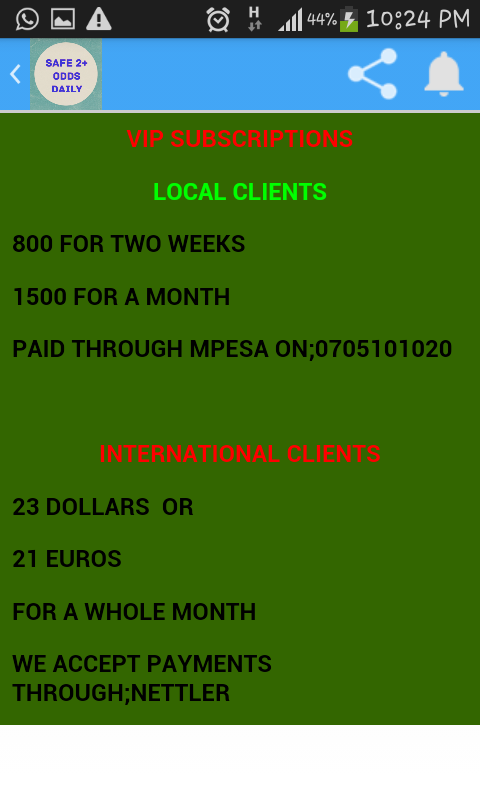 H
44%
10:24 PM
SAFE 2+
ODDS
DAILY
VIP SUBSCRIPTIONS
LOCAL CLIENTS
800 FOR TWO WEEKS
1500 FOR A MONTH
PAID THROUGH MPESA ON;0705101020
INTERNATIONAL CLIENTS
23 DOLLARS  OR
21 EUROS
FOR A WHOLE MONTH
WE ACCEPT PAYMENTS
THROUGH;NETTLER